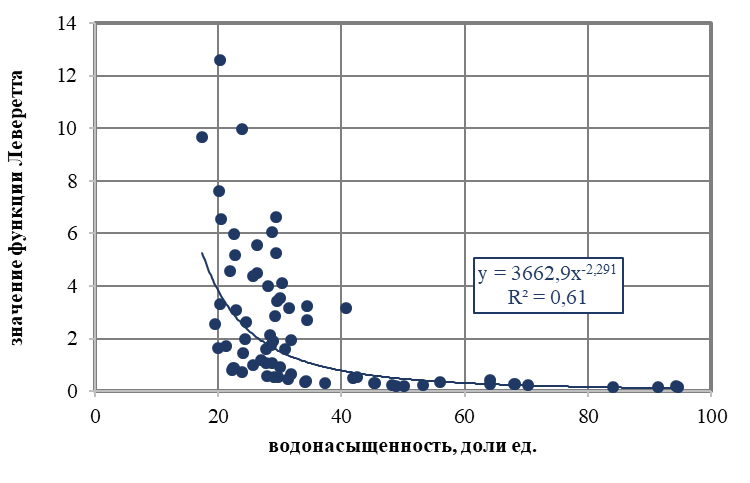 14
12
10
8
6
4
2
0
значение функции Леверетта
y = 3662,9x-2,291
R² = 0,61
0 20 40 60 80 100
водонасыщенность, доли ед.